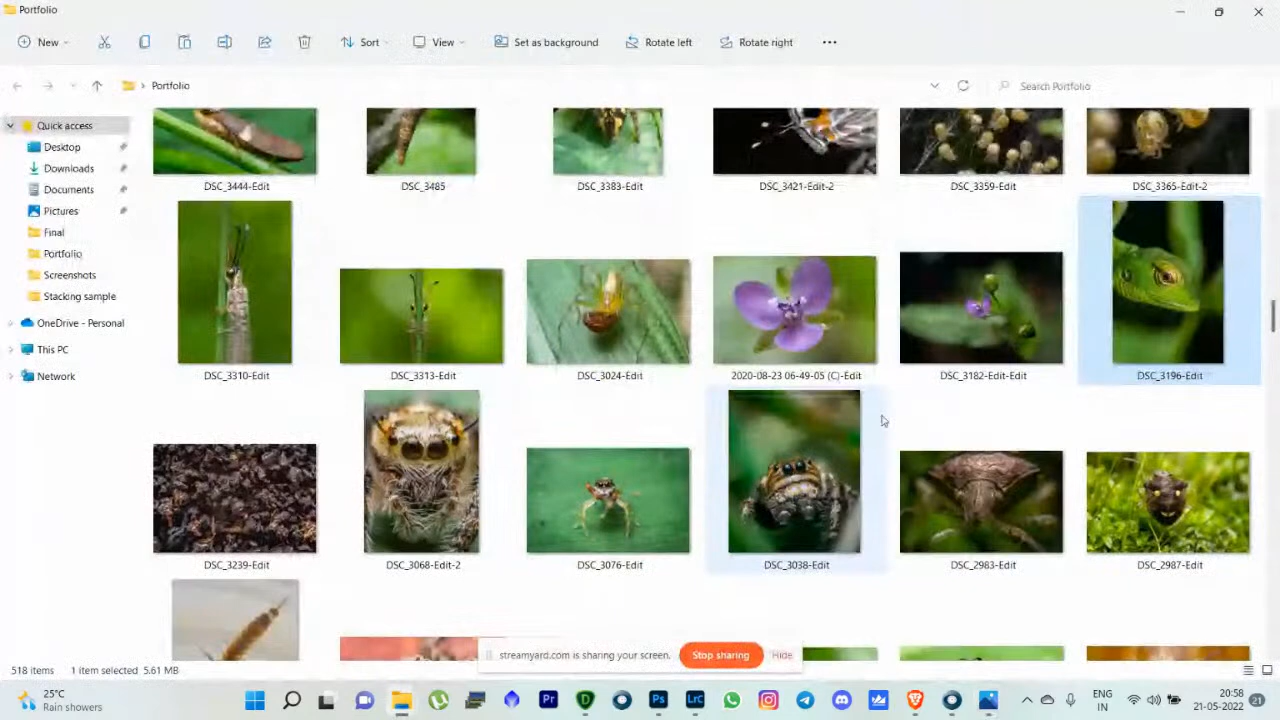 Portfolio
New
Sort
View
Set as background
Rotate left
Rotate right
Portfolio
Search Portfolio
Quick access
Desktop
Downloads
Documents
Pictures
Final
Portfolio
Screenshots
Stacking sample
OneDrive - Personal
This PC
Network
DSC_3444-Edit
DSC_3485
DSC_3383-Edit
DSC_3421-Edit-2
DSC_3359-Edit
DSC_3365-Edit-2
DSC_3310-Edit
DSC_3313-Edit
DSC_3024-Edit
2020-08-23 06-49-05 (C)-Edit
DSC_3182-Edit-Edit
DSC_3196-Edit
DSC_3239-Edit
DSC_3068-Edit-2
DSC_3076-Edit
DSC_3038-Edit
DSC_2983-Edit
DSC_2987-Edit
streamyard.com is sharing your screen.
Stop sharing
Hide
518 items
1 item selected
5.61 MB
25°C
Rain showers
Pr
Ps
LrC
ENG
IN
20:58
21-05-2022
21